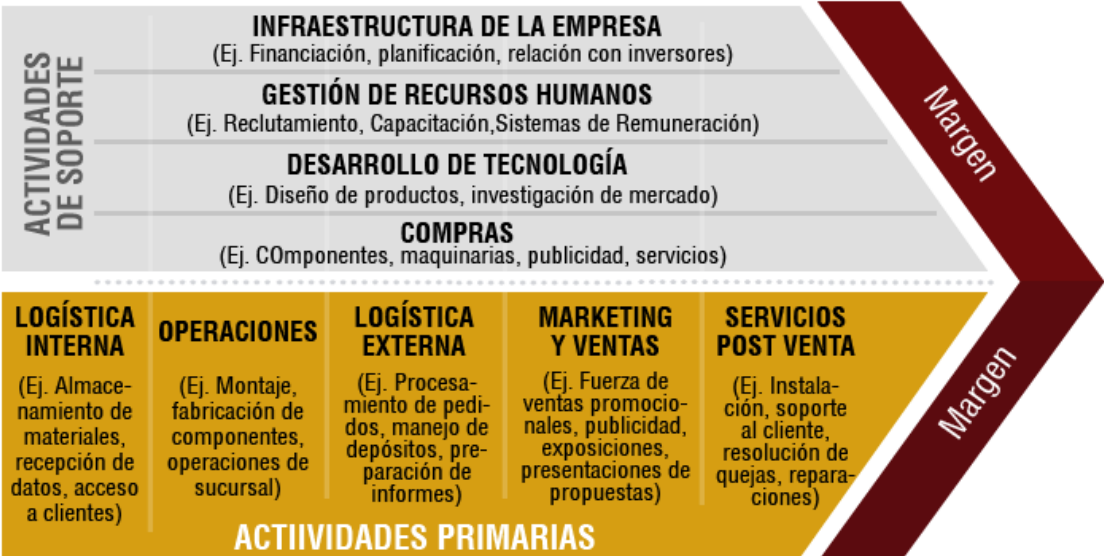 ACTIVIDADES
DE SOPORTE
INFRAESTRUCTURA DE LA EMPRESA
(Ej. Financiación, planificación, relación con inversores)
GESTIÓN DE RECURSOS HUMANOS
(Ej. Reclutamiento, Capacitación,Sistemas de Remuneración)
DESARROLLO DE TECNOLOGÍA
(Ej. Diseño de productos, investigación de mercado)
COMPRAS
(Ej. COmponentes, maquinarias, publicidad, servicios)
Margen
LOGÍSTICA
INTERNA
(Ej. Almace-
namiento de
materiales,
recepción de
datos, acceso
a clientes)
OPERACIONES
(Ej. Montaje,
fabricación de
componentes,
operaciones de
sucursal)
LOGÍSTICA
EXTERNA
(Ej. Procesa-
miento de pedi-
dos, manejo de
depósitos, pre-
paración de
informes)
MARKETING
Y VENTAS
(Ej. Fuerza de
ventas promocio-
nales, publicidad,
exposiciones,
presentaciones de
propuestas)
SERVICIOS
POST VENTA
(Ej. Instala-
ción, soporte
al cliente,
resolución de
quejas, repara-
ciones)
Margen
ACTIIVIDADES PRIMARIAS